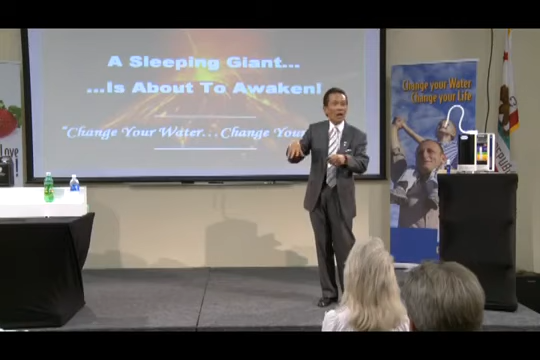 A Sleeping Giant...
...Is About To Awaken!
"Change Your Water...Change Your
Change your Water
Change your Life